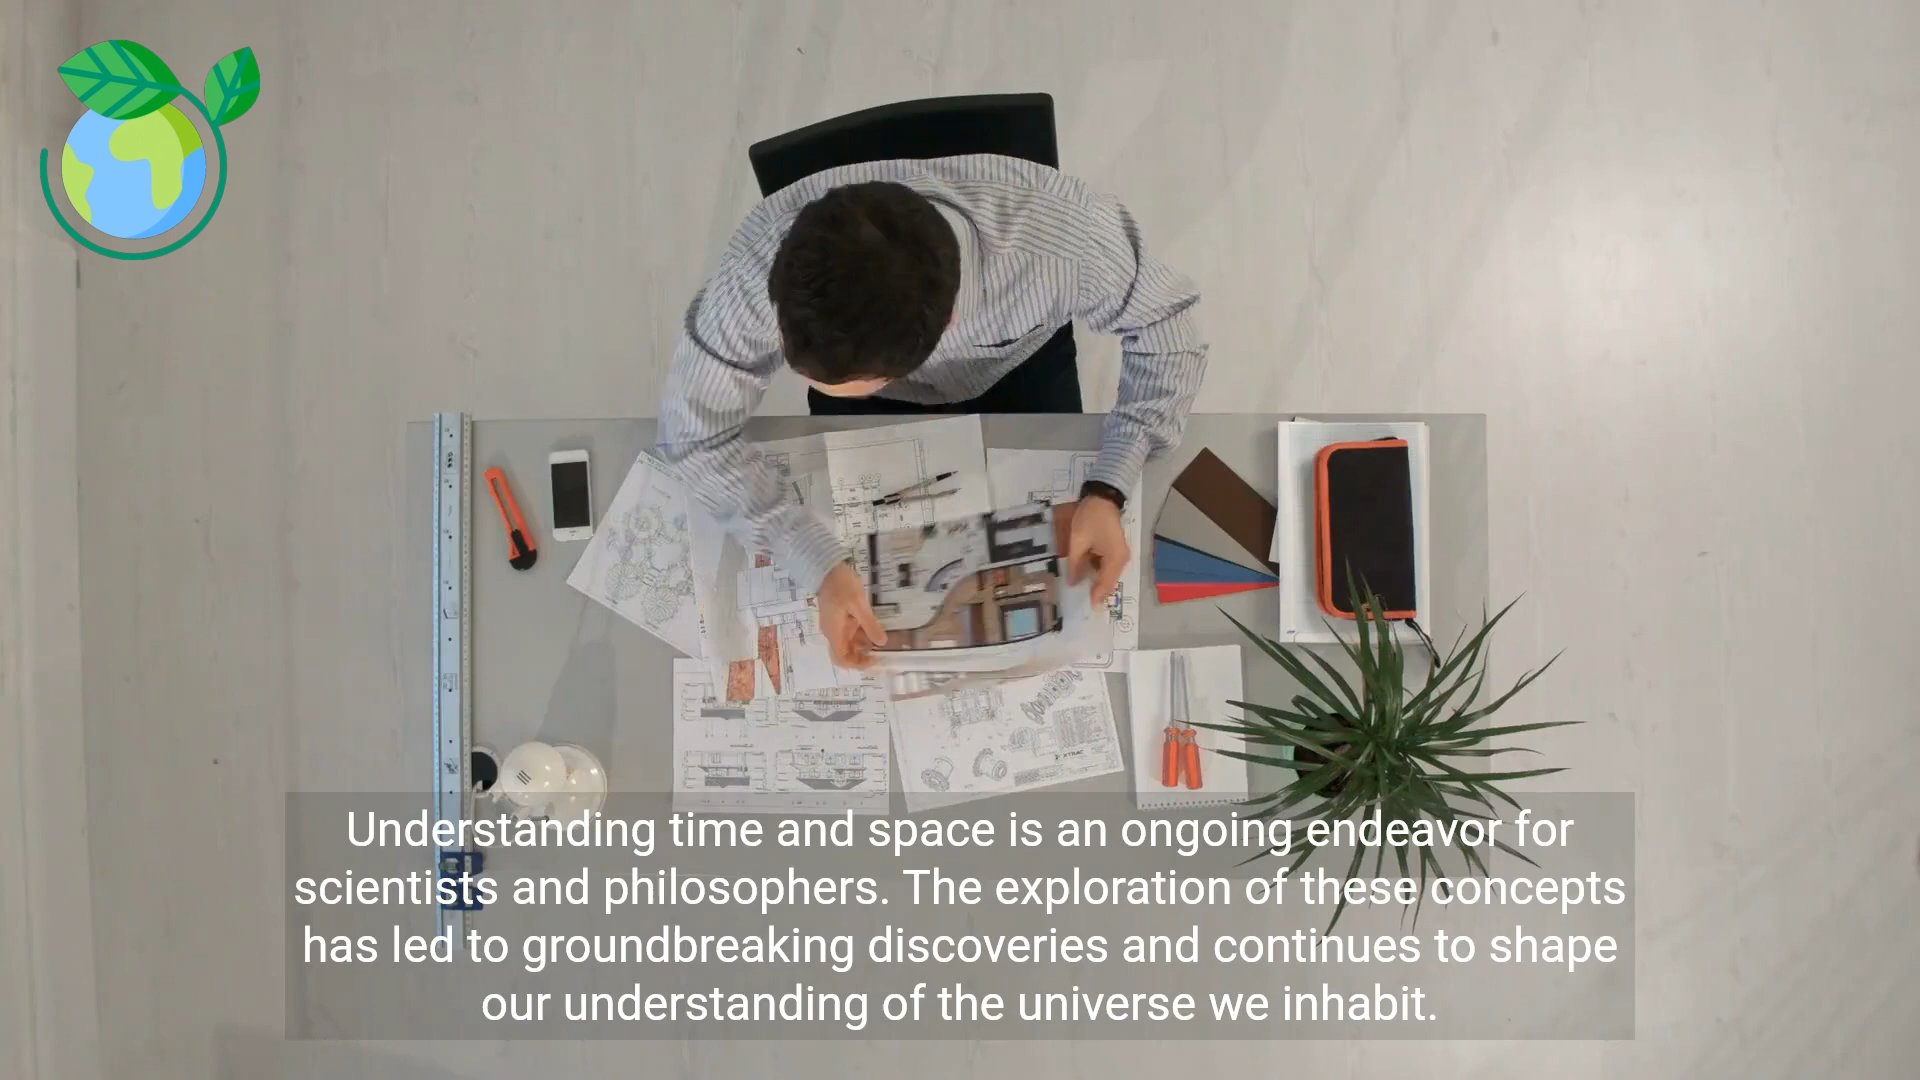 Understanding time and space is an ongoing endeavor for
scientists and philosophers. The exploration of these concepts
has led to groundbreaking discoveries and continues to shape
our understanding of the universe we inhabit.